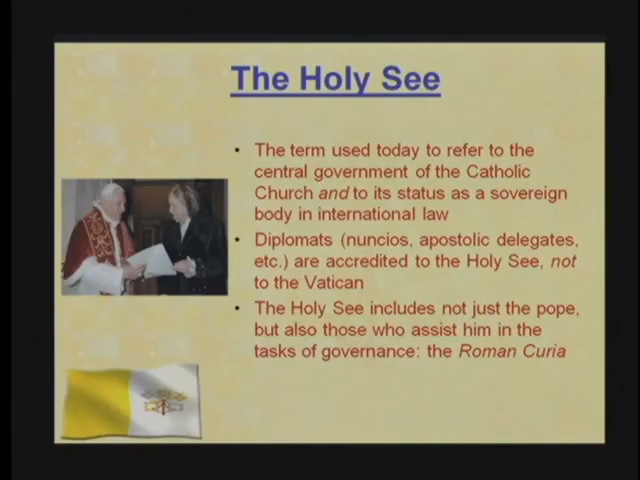 The Holy See
• The term used today to refer to the
central government of the Catholic
Church and to its status as a sovereign
body in international law
• Diplomats (nuncios, apostolic delegates,
etc.) are accredited to the Holy See, not
to the Vatican
• The Holy See includes not just the pope,
but also those who assist him in the
tasks of governance: the Roman Curia